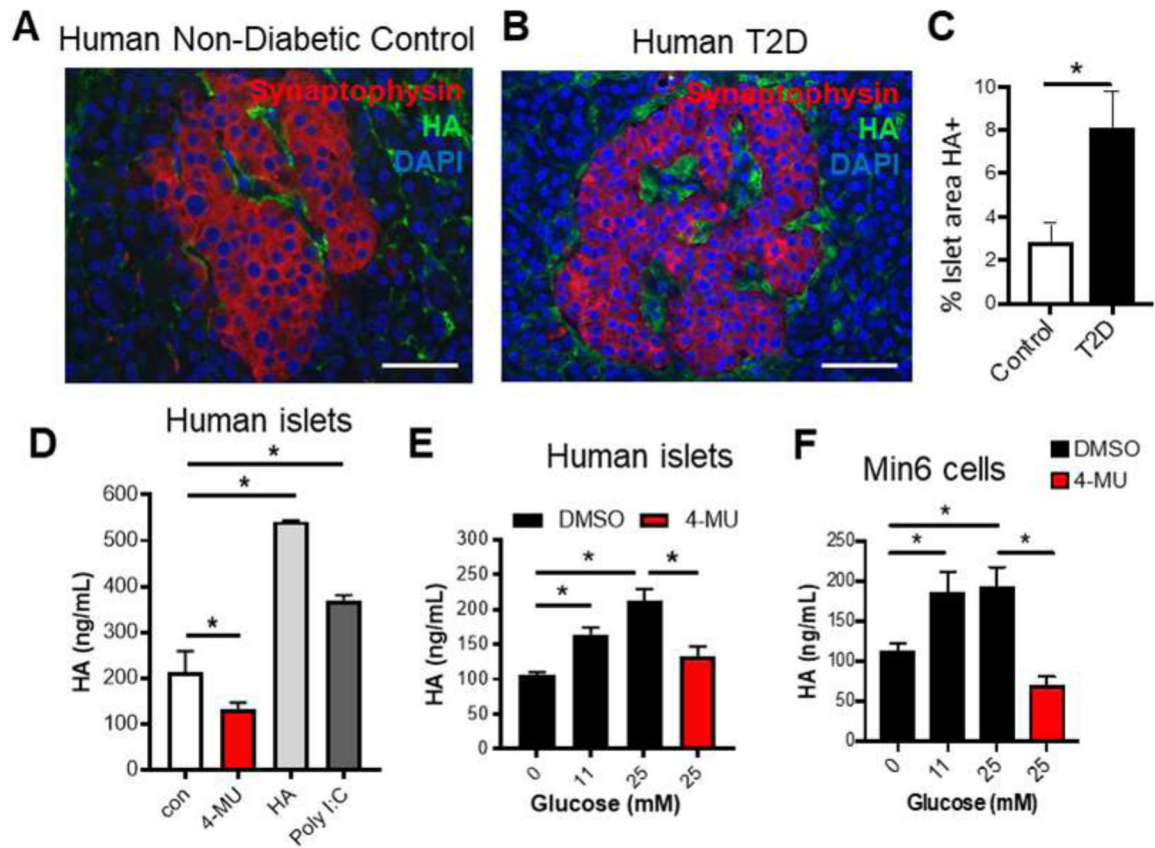 A Human Non-Diabetic Control
Synaptophysin
HA
DAPI
B Human T2D
Synaptophysin
HA
DAPI
C
*
% Islet area HA+
10
8
6
4
2
0
Control
T2D
D
Human islets
*
*
*
HA (ng/mL)
600
500
400
300
200
100
0
con
4-MU
HA
Poly I:C
E
Human islets
DMSO
4-MU
*
*
*
HA (ng/mL)
300
250
200
150
100
50
0
0 11 25 25
Glucose (mM)
F
DMSO
4-MU
Min6 cells
*
*
*
HA (ng/mL)
250
200
150
100
50
0
0 11 25 25
Glucose (mM)